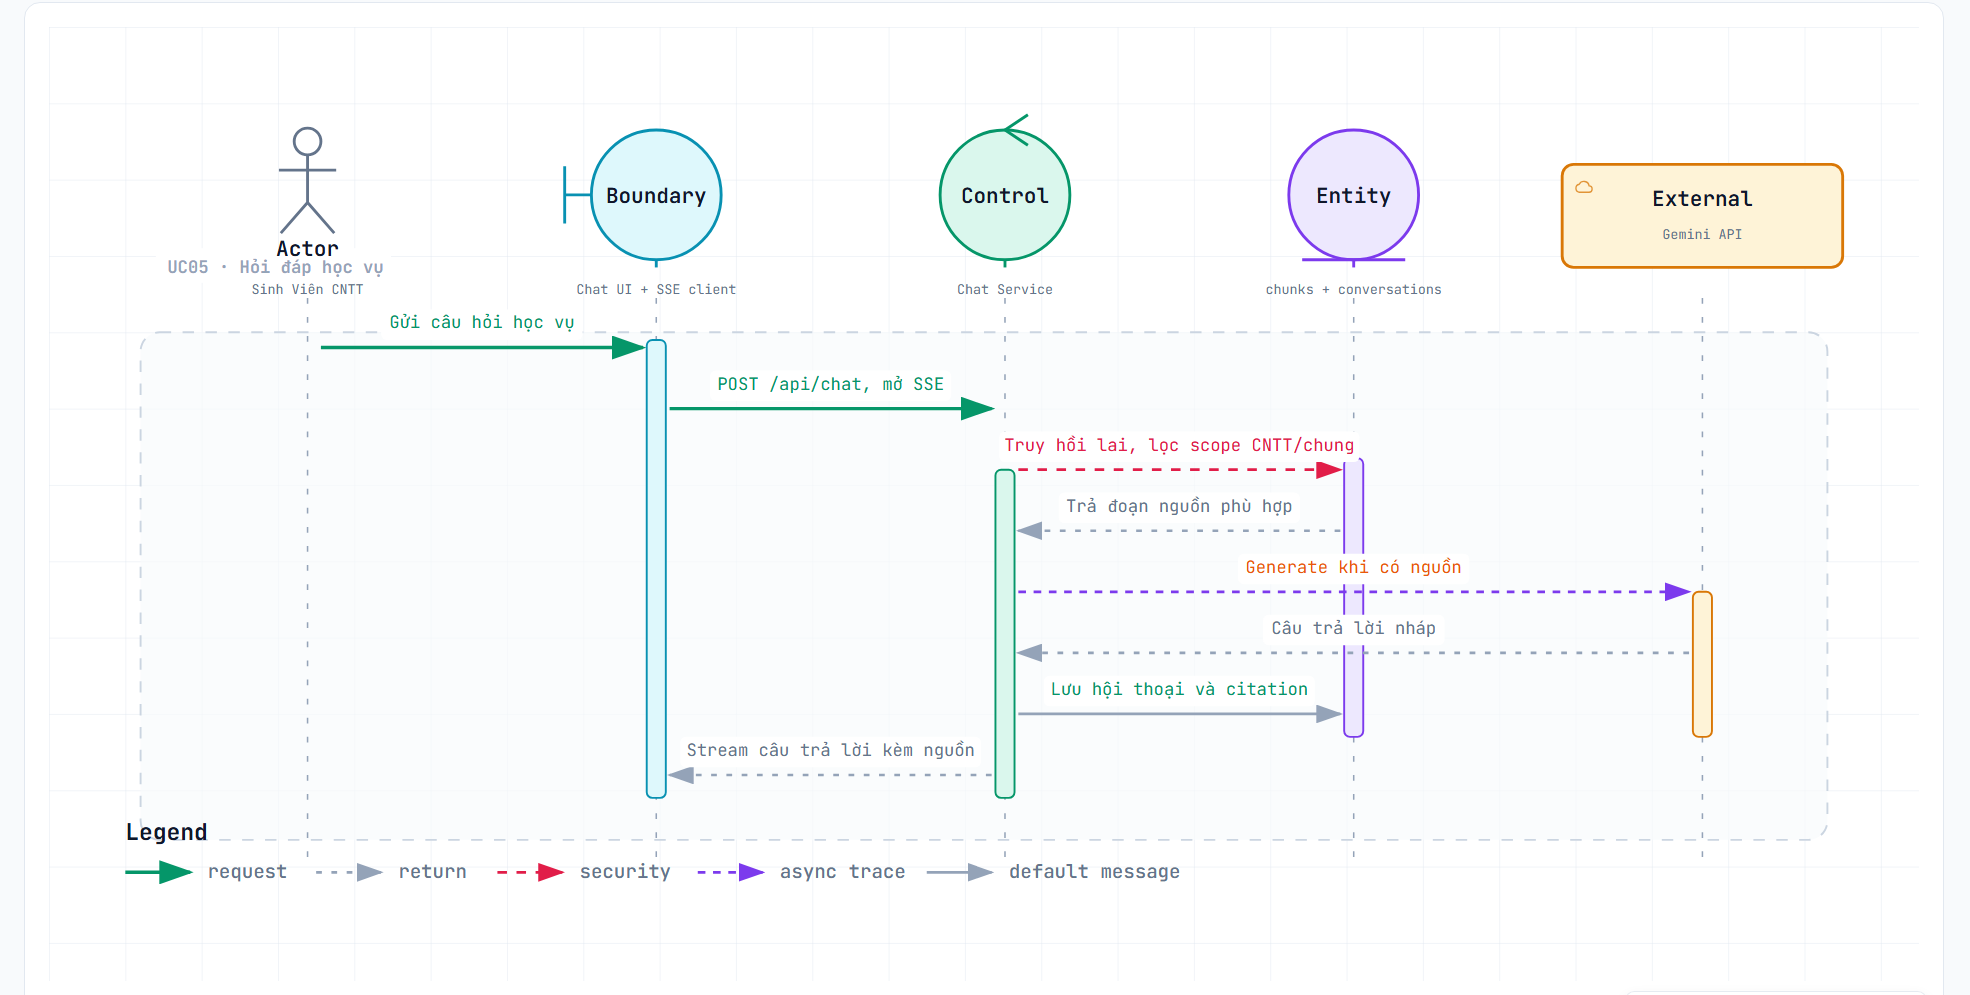 Boundary
Control
Entity
External
Gemini API
Actor
UC05 · Hỏi đáp học vụ
Sinh Viên CNTT
Chat UI + SSE client
Chat Service
chunks + conversations
Gửi câu hỏi học vụ
POST /api/chat, mở SSE
Truy hồi lai, lọc scope CNTT/chung
Trả đoạn nguồn phù hợp
Generate khi có nguồn
Câu trả lời nháp
Lưu hội thoại và citation
Stream câu trả lời kèm nguồn
Legend
request
return
security
async trace
default message